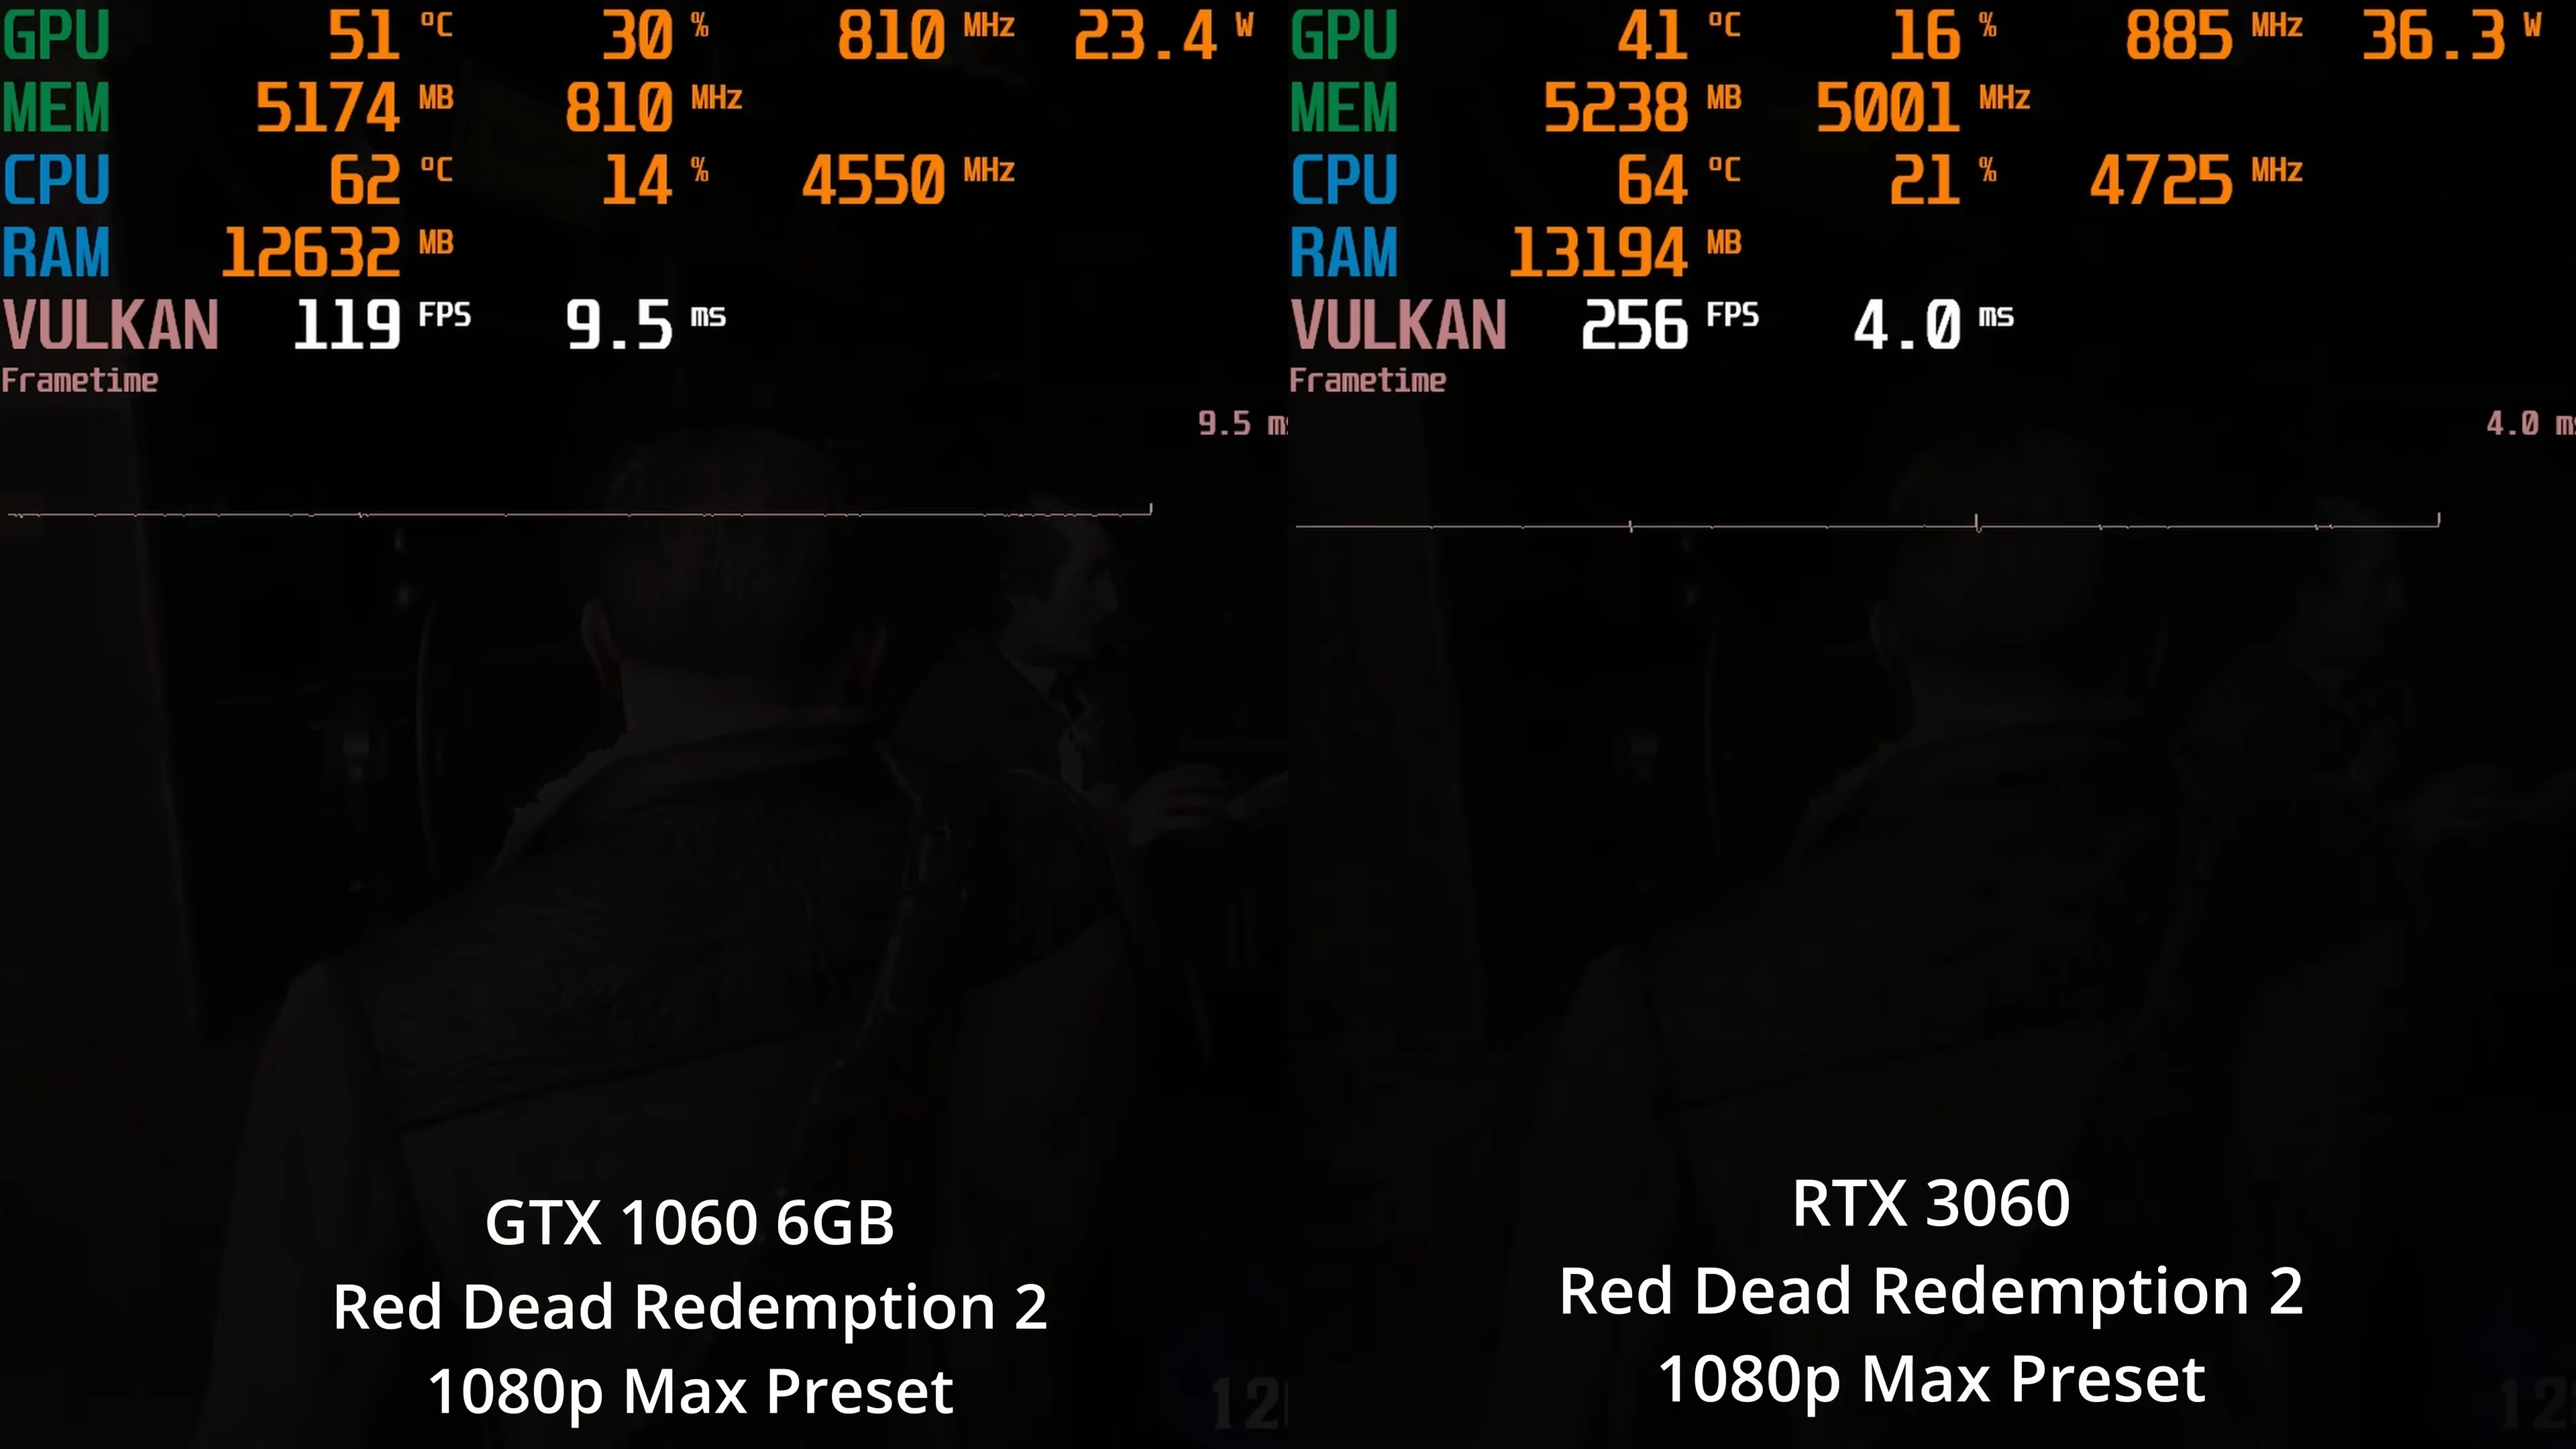 GPU 51 °C 30 % 810 MHz 23.4 W
MEM 5174 MB 810 MHz
CPU 62 °C 14 % 4550 MHz
RAM 12632 MB
VULKAN 119 FPS 9.5 ms
Frametime
9.5 ms
GTX 1060 6GB
Red Dead Redemption 2
1080p Max Preset
GPU 41 °C 16 % 885 MHz 36.3 W
MEM 5238 MB 5001 MHz
CPU 64 °C 21 % 4725 MHz
RAM 13194 MB
VULKAN 256 FPS 4.0 ms
Frametime
4.0 ms
RTX 3060
Red Dead Redemption 2
1080p Max Preset